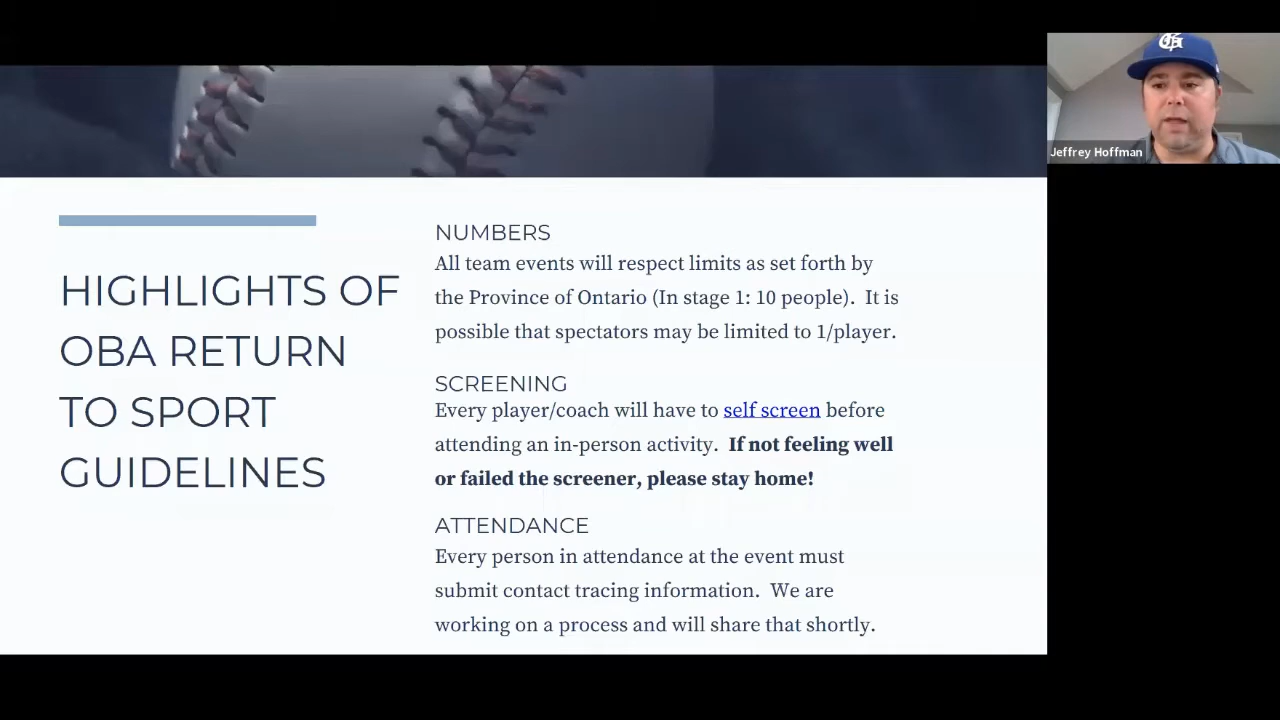 Jeffrey Hoffman
HIGHLIGHTS OF
OBA RETURN
TO SPORT
GUIDELINES
NUMBERS
All team events will respect limits as set forth by
the Province of Ontario (In stage 1: 10 people).  It is
possible that spectators may be limited to 1/player.
SCREENING
Every player/coach will have to self screen before
attending an in-person activity.  If not feeling well
or failed the screener, please stay home!
ATTENDANCE
Every person in attendance at the event must
submit contact tracing information.  We are
working on a process and will share that shortly.